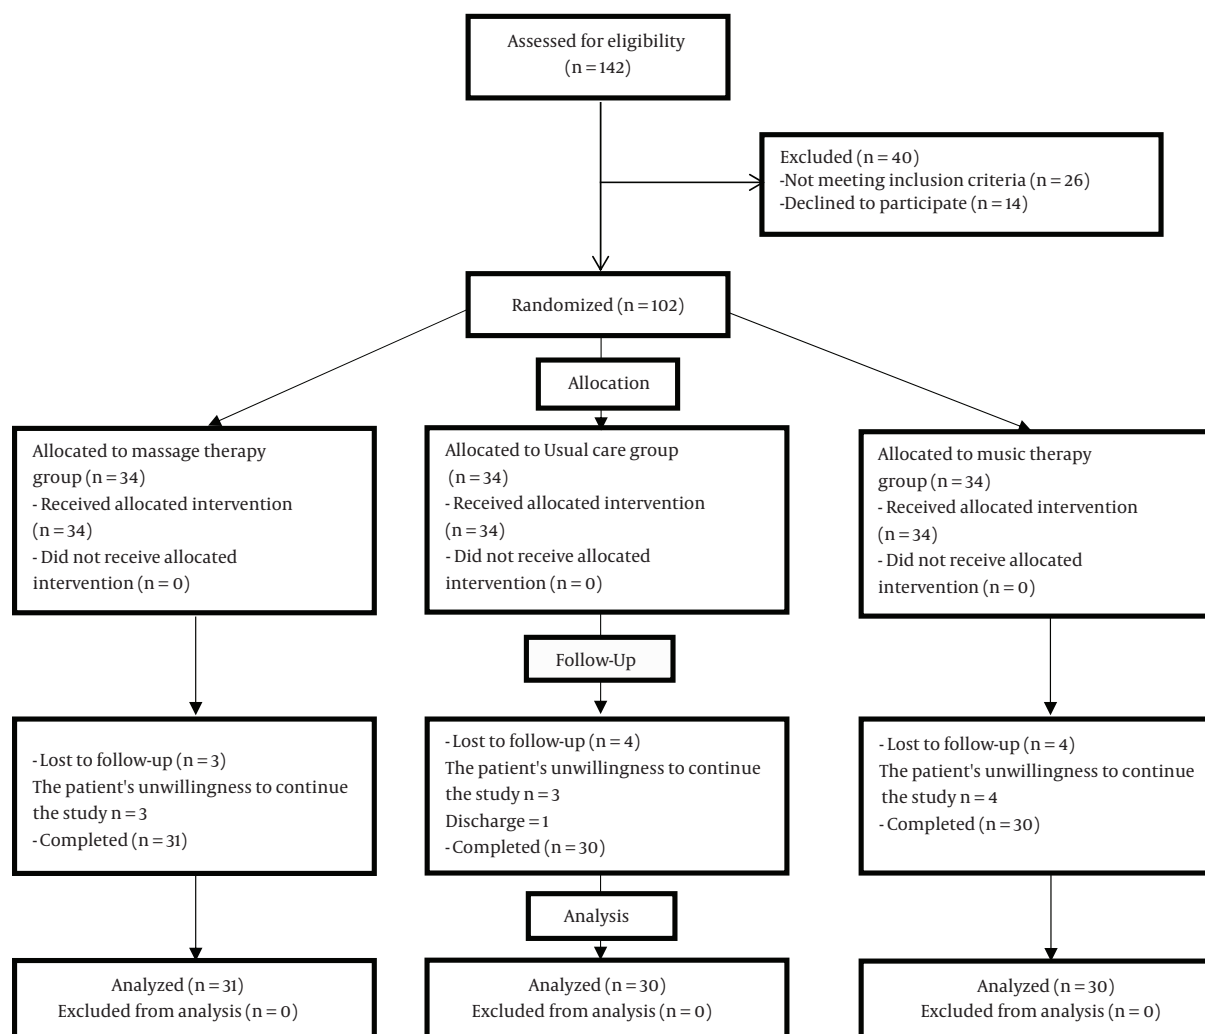 Assessed for eligibility
(n = 142)
Excluded (n = 40)
-Not meeting inclusion criteria (n = 26)
-Declined to participate (n = 14)
Randomized (n = 102)
Allocation
Allocated to massage therapy
group (n = 34)
- Received allocated intervention
(n = 34)
- Did not receive allocated
intervention (n = 0)
Allocated to Usual care group
(n = 34)
- Received allocated intervention
(n = 34)
- Did not receive allocated
intervention (n = 0)
Allocated to music therapy
group (n = 34)
- Received allocated intervention
(n = 34)
- Did not receive allocated
intervention (n = 0)
Follow-Up
- Lost to follow-up (n = 3)
The patient's unwillingness to continue
the study n = 3
- Completed (n = 31)
- Lost to follow-up (n = 4)
The patient's unwillingness to continue
the study n = 3
Discharge = 1
- Completed (n = 30)
- Lost to follow-up (n = 4)
The patient's unwillingness to continue
the study n = 4
- Completed (n = 30)
Analysis
Analyzed (n = 31)
Excluded from analysis (n = 0)
Analyzed (n = 30)
Excluded from analysis (n = 0)
Analyzed (n = 30)
Excluded from analysis (n = 0)